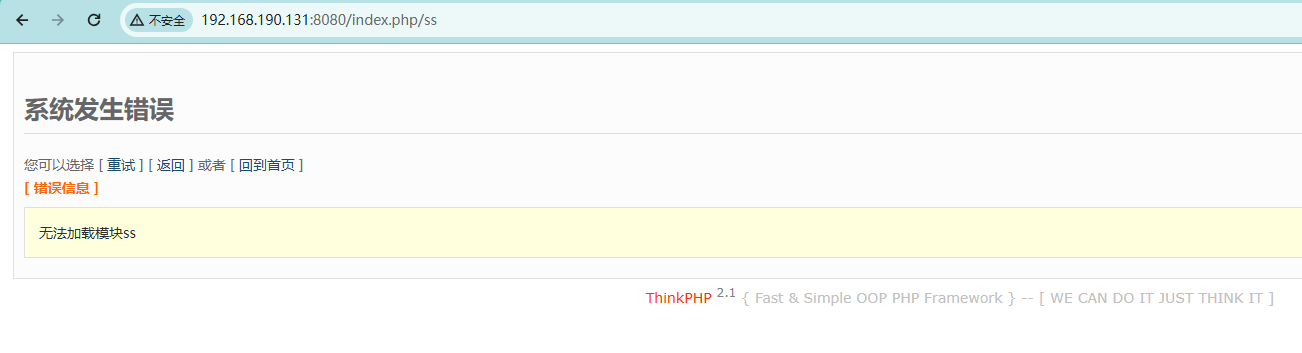 不安全 192.168.190.131:8080/index.php/ss
系统发生错误
您可以选择 [ 重试 ] [ 返回 ] 或者 [ 回到首页 ]
[ 错误信息 ]
无法加载模块ss
ThinkPHP 2.1 { Fast & Simple OOP PHP Framework } -- [ WE CAN DO IT JUST THINK IT ]